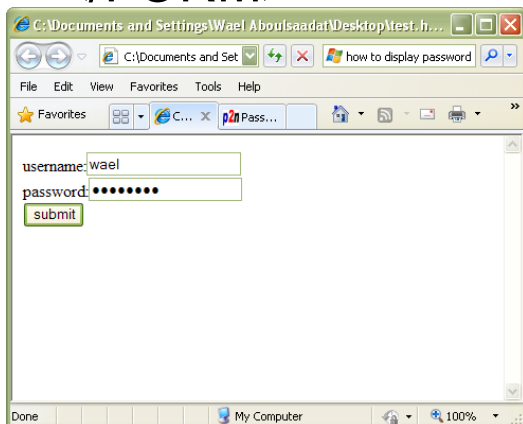 C:\Documents and Settings\Wael Aboulsaadat\Desktop\test.h...
C:\Documents and Set how to display password
File Edit View Favorites Tools Help
Favorites C... X p2n Pass... »
username: wael
password: ••••••••
submit
Done My Computer 100%